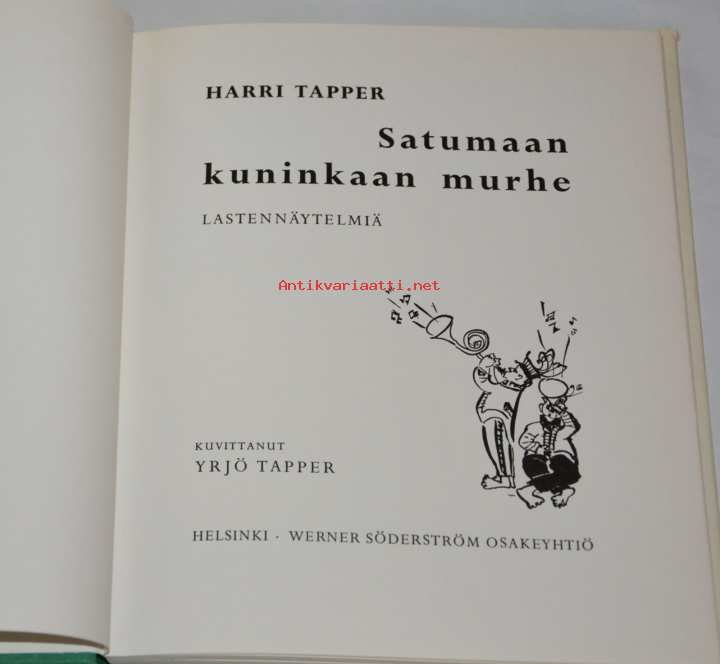 HARRI TAPPER
Satumaan
kuninkaan murhe
LASTENNÄYTELMIÄ
Antikvariaatti.net
KUVITTANUT
YRJÖ TAPPER
HELSINKI · WERNER SÖDERSTRÖM OSAKEYHTIÖ